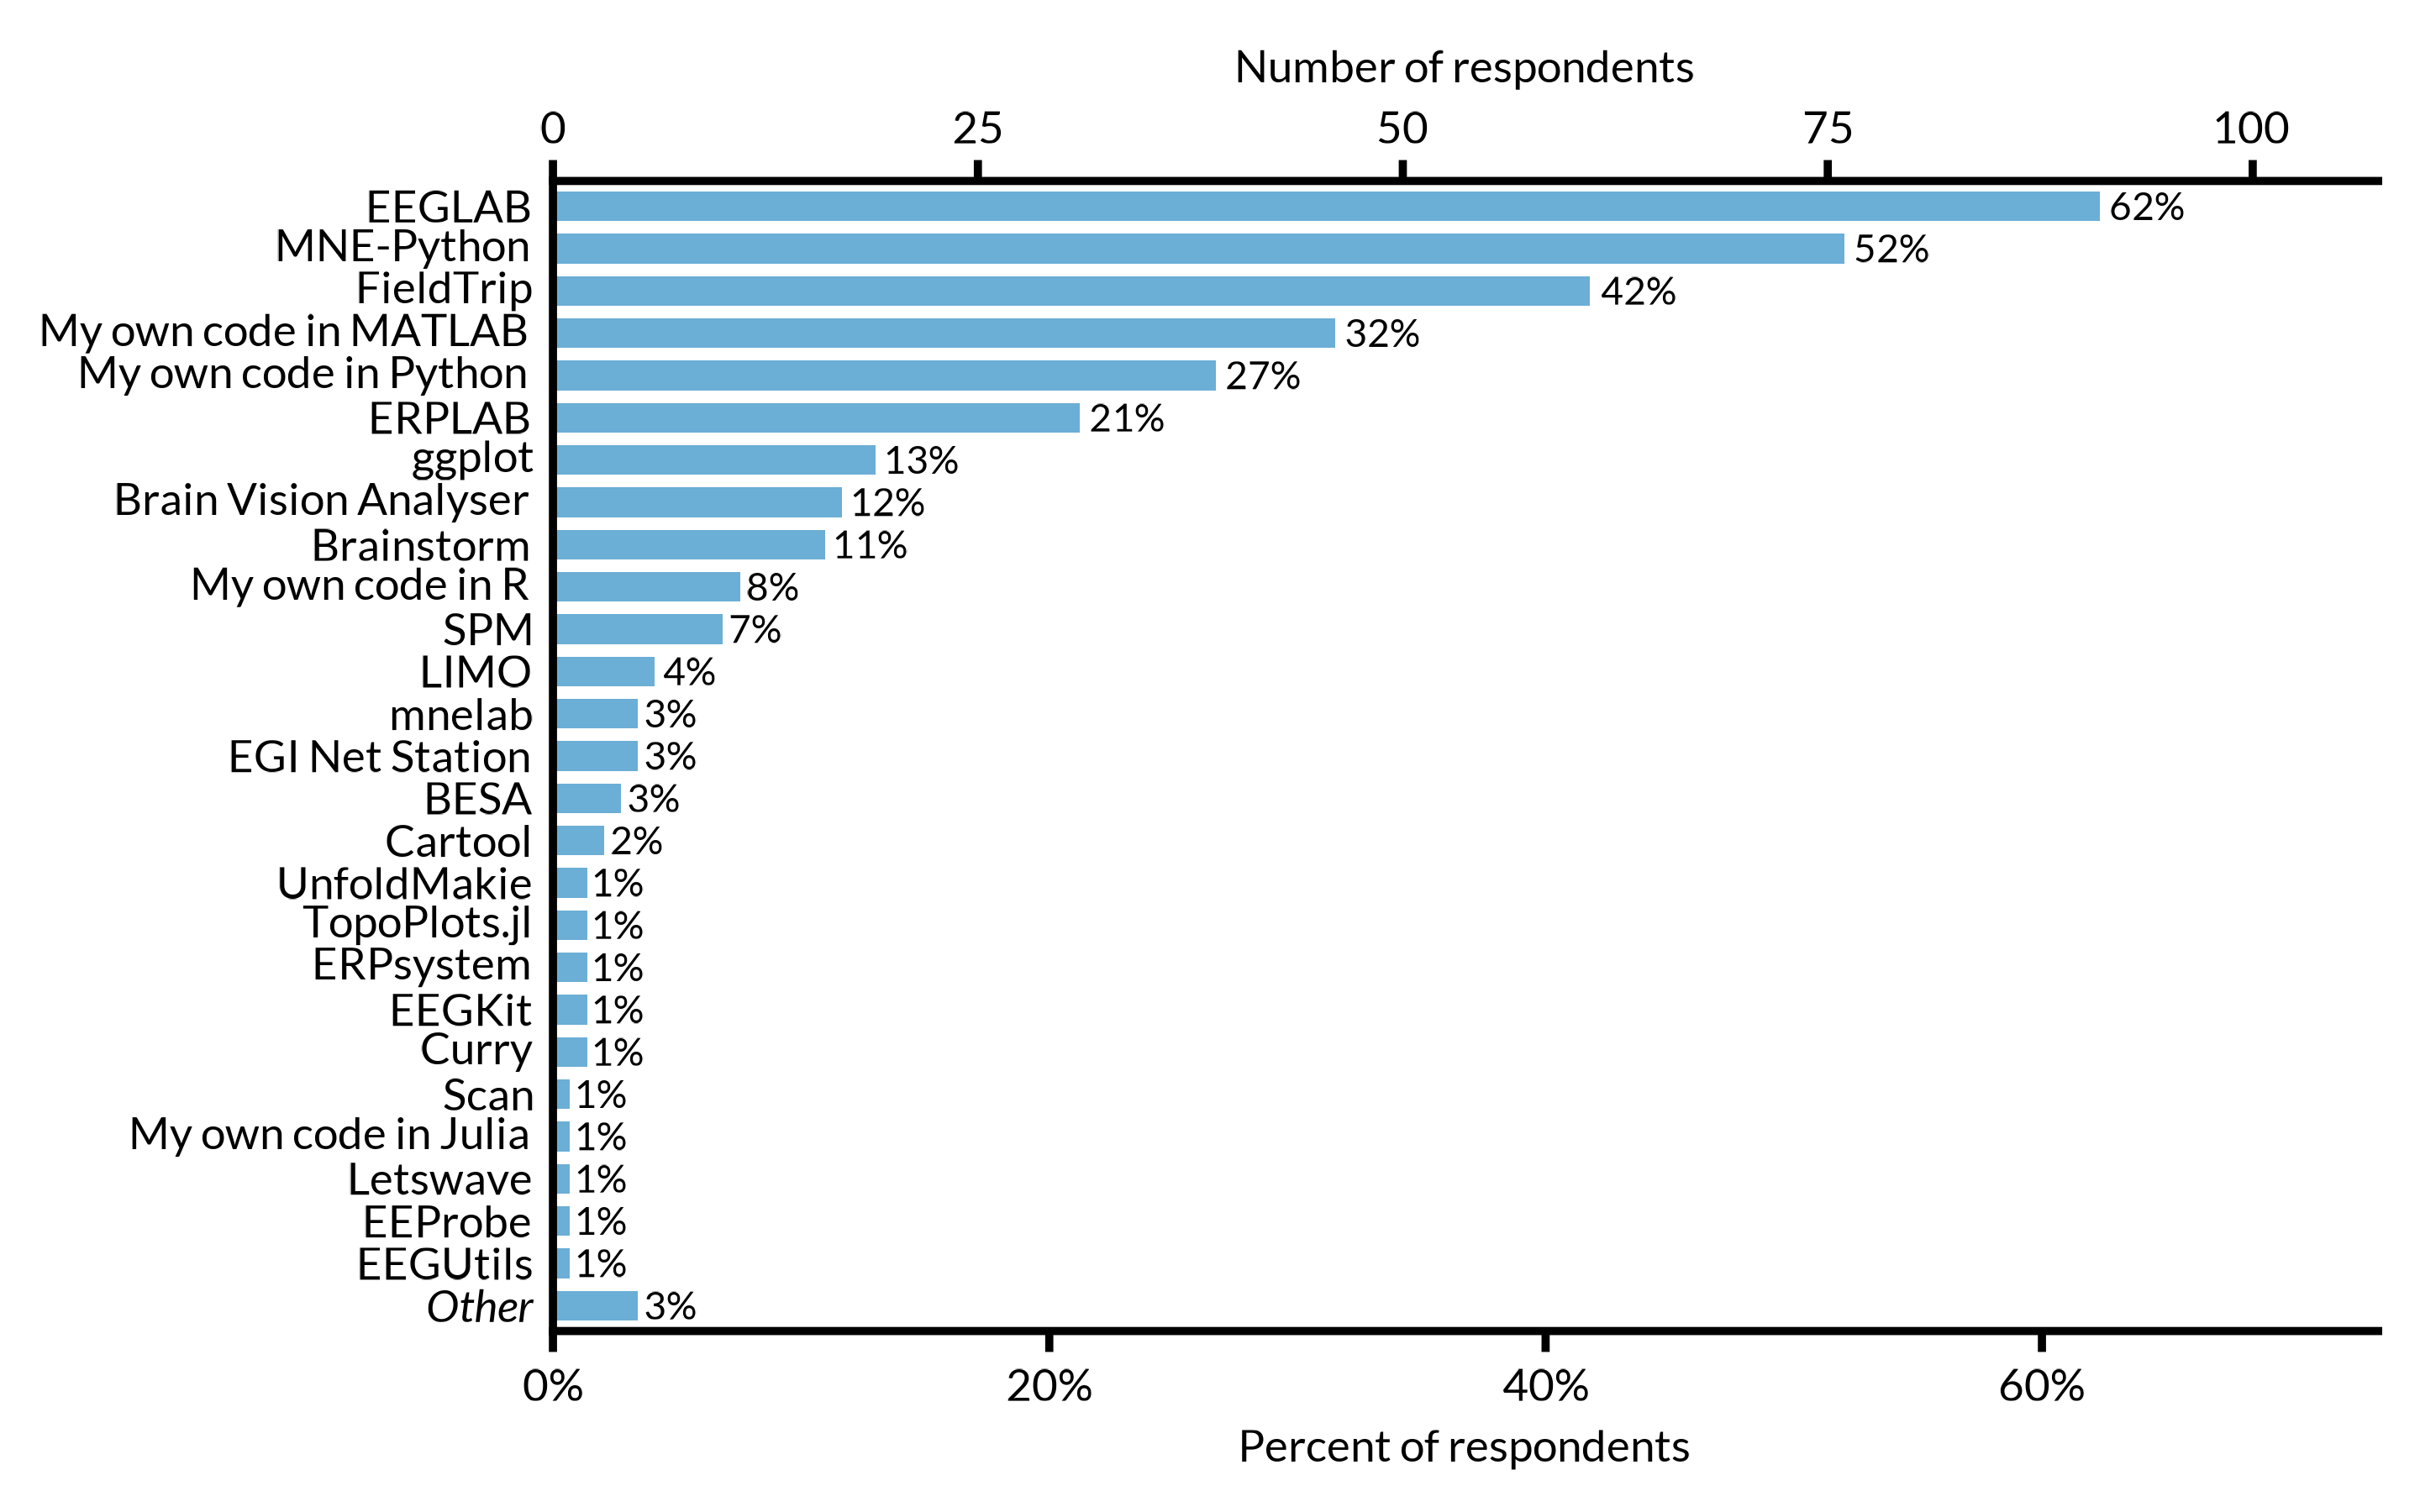 Number of respondents
0 25 50 75 100
EEGLAB 62%
MNE-Python 52%
FieldTrip 42%
My own code in MATLAB 32%
My own code in Python 27%
ERPLAB 21%
ggplot 13%
Brain Vision Analyser 12%
Brainstorm 11%
My own code in R 8%
SPM 7%
LIMO 4%
mnelab 3%
EGI Net Station 3%
BESA 3%
Cartool 2%
UnfoldMakie 1%
TopoPlots.jl 1%
ERPsystem 1%
EEGKit 1%
Curry 1%
Scan 1%
My own code in Julia 1%
Letswave 1%
EEProbe 1%
EEGUtils 1%
Other 3%
0% 20% 40% 60%
Percent of respondents